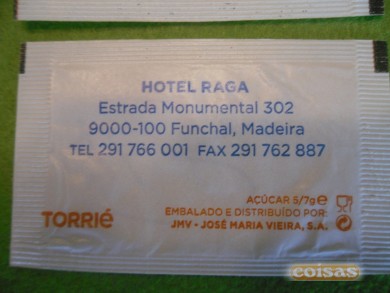 HOTEL RAGA
Estrada Monumental 302
9000-100 Funchal, Madeira
TEL 291 766 001 FAX 291 762 887
AÇÚCAR 5/7g e
EMBALADO E DISTRIBUÍDO POR:
TORRIé
JMV - JOSÉ MARIA VIEIRA, S.A.
coisas